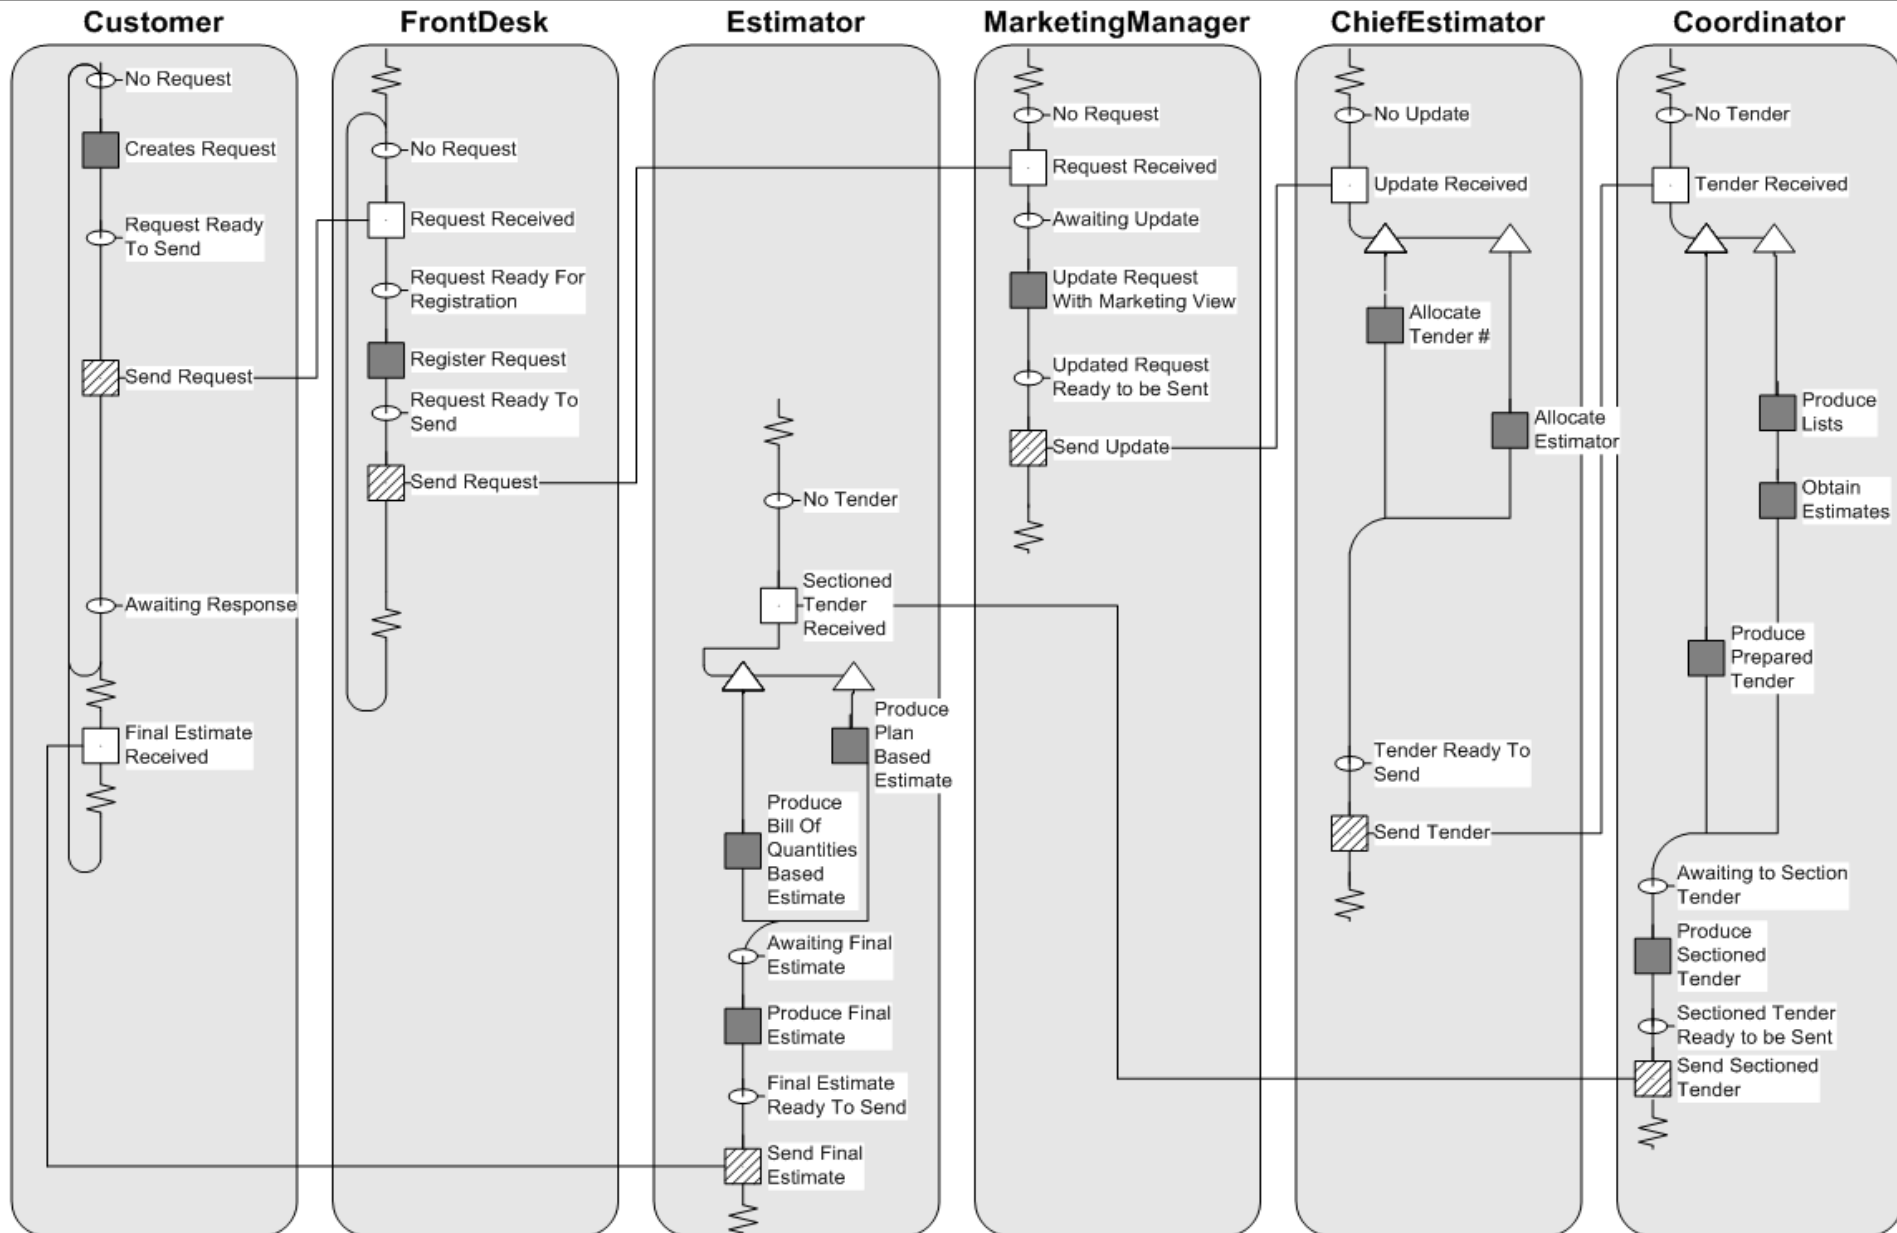 Customer
FrontDesk
Estimator
MarketingManager
ChiefEstimator
Coordinator
No Request
Creates Request
Request Ready
To Send
Send Request
Awaiting Response
Final Estimate
Received
No Request
Request Received
Request Ready For
Registration
Register Request
Request Ready To
Send
Send Request
No Tender
Sectioned
Tender
Received
Produce
Plan
Based
Estimate
Produce
Bill Of
Quantities
Based
Estimate
Awaiting Final
Estimate
Produce Final
Estimate
Final Estimate
Ready To Send
Send Final
Estimate
No Request
Request Received
Awaiting Update
Update Request
With Marketing View
Updated Request
Ready to be Sent
Send Update
No Update
Update Received
Allocate
Tender #
Allocate
Estimator
Tender Ready To
Send
Send Tender
No Tender
Tender Received
Produce
Lists
Obtain
Estimates
Produce
Prepared
Tender
Awaiting to Section
Tender
Produce
Sectioned
Tender
Sectioned Tender
Ready to be Sent
Send Sectioned
Tender